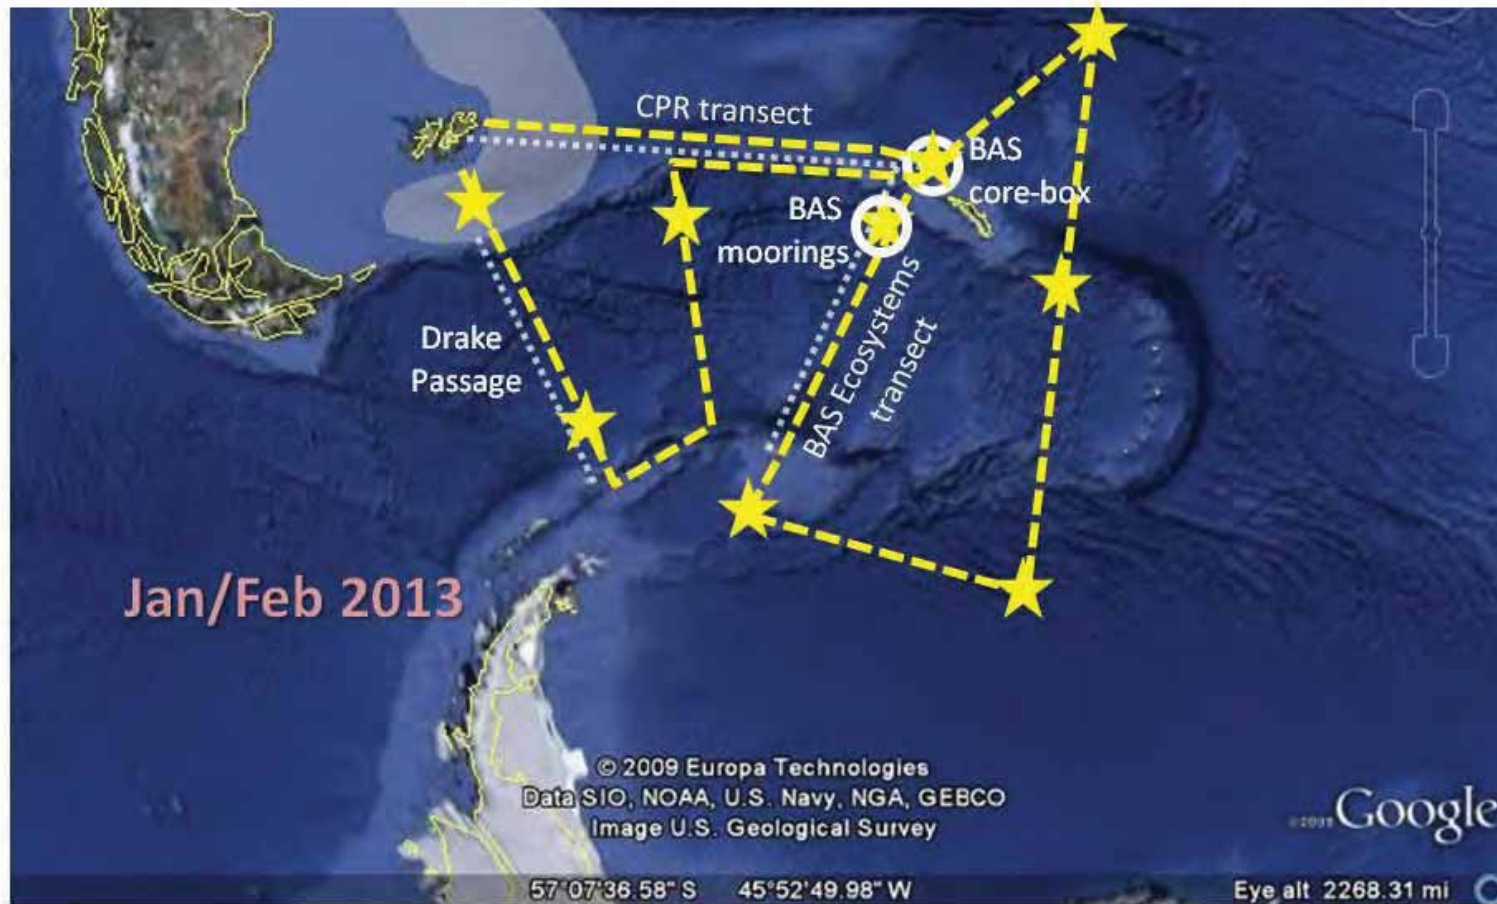 CPR transect
BAS
core-box
BAS
moorings
BAS Ecosystems
transect
Drake
Passage
Jan/Feb 2013
© 2009 Europa Technologies
Data SIO, NOAA, U.S. Navy, NGA, GEBCO
Image U.S. Geological Survey
©2009 Google
57°07'36.58" S 45°52'49.98" W
Eye alt 2268.31 mi